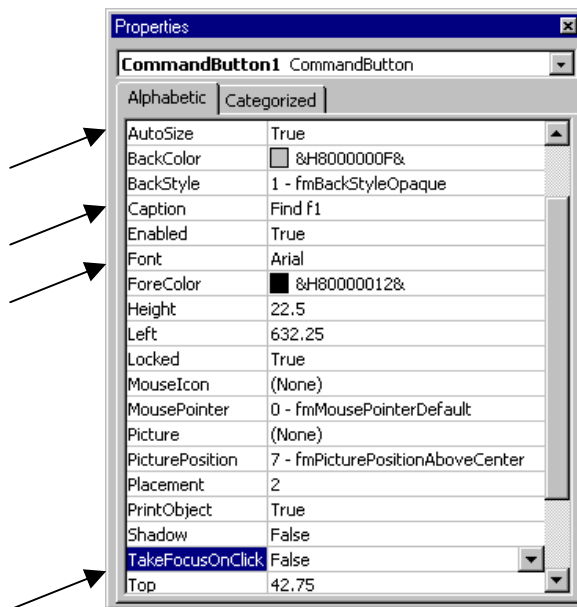 Properties
CommandButton1 CommandButton
Alphabetic Categorized
AutoSize True
BackColor &H8000000F&
BackStyle 1 - fmBackStyleOpaque
Caption Find f1
Enabled True
Font Arial
ForeColor &H80000012&
Height 22.5
Left 632.25
Locked True
MouseIcon (None)
MousePointer 0 - fmMousePointerDefault
Picture (None)
PicturePosition 7 - fmPicturePositionAboveCenter
Placement 2
PrintObject True
Shadow False
TakeFocusOnClick False
Top 42.75